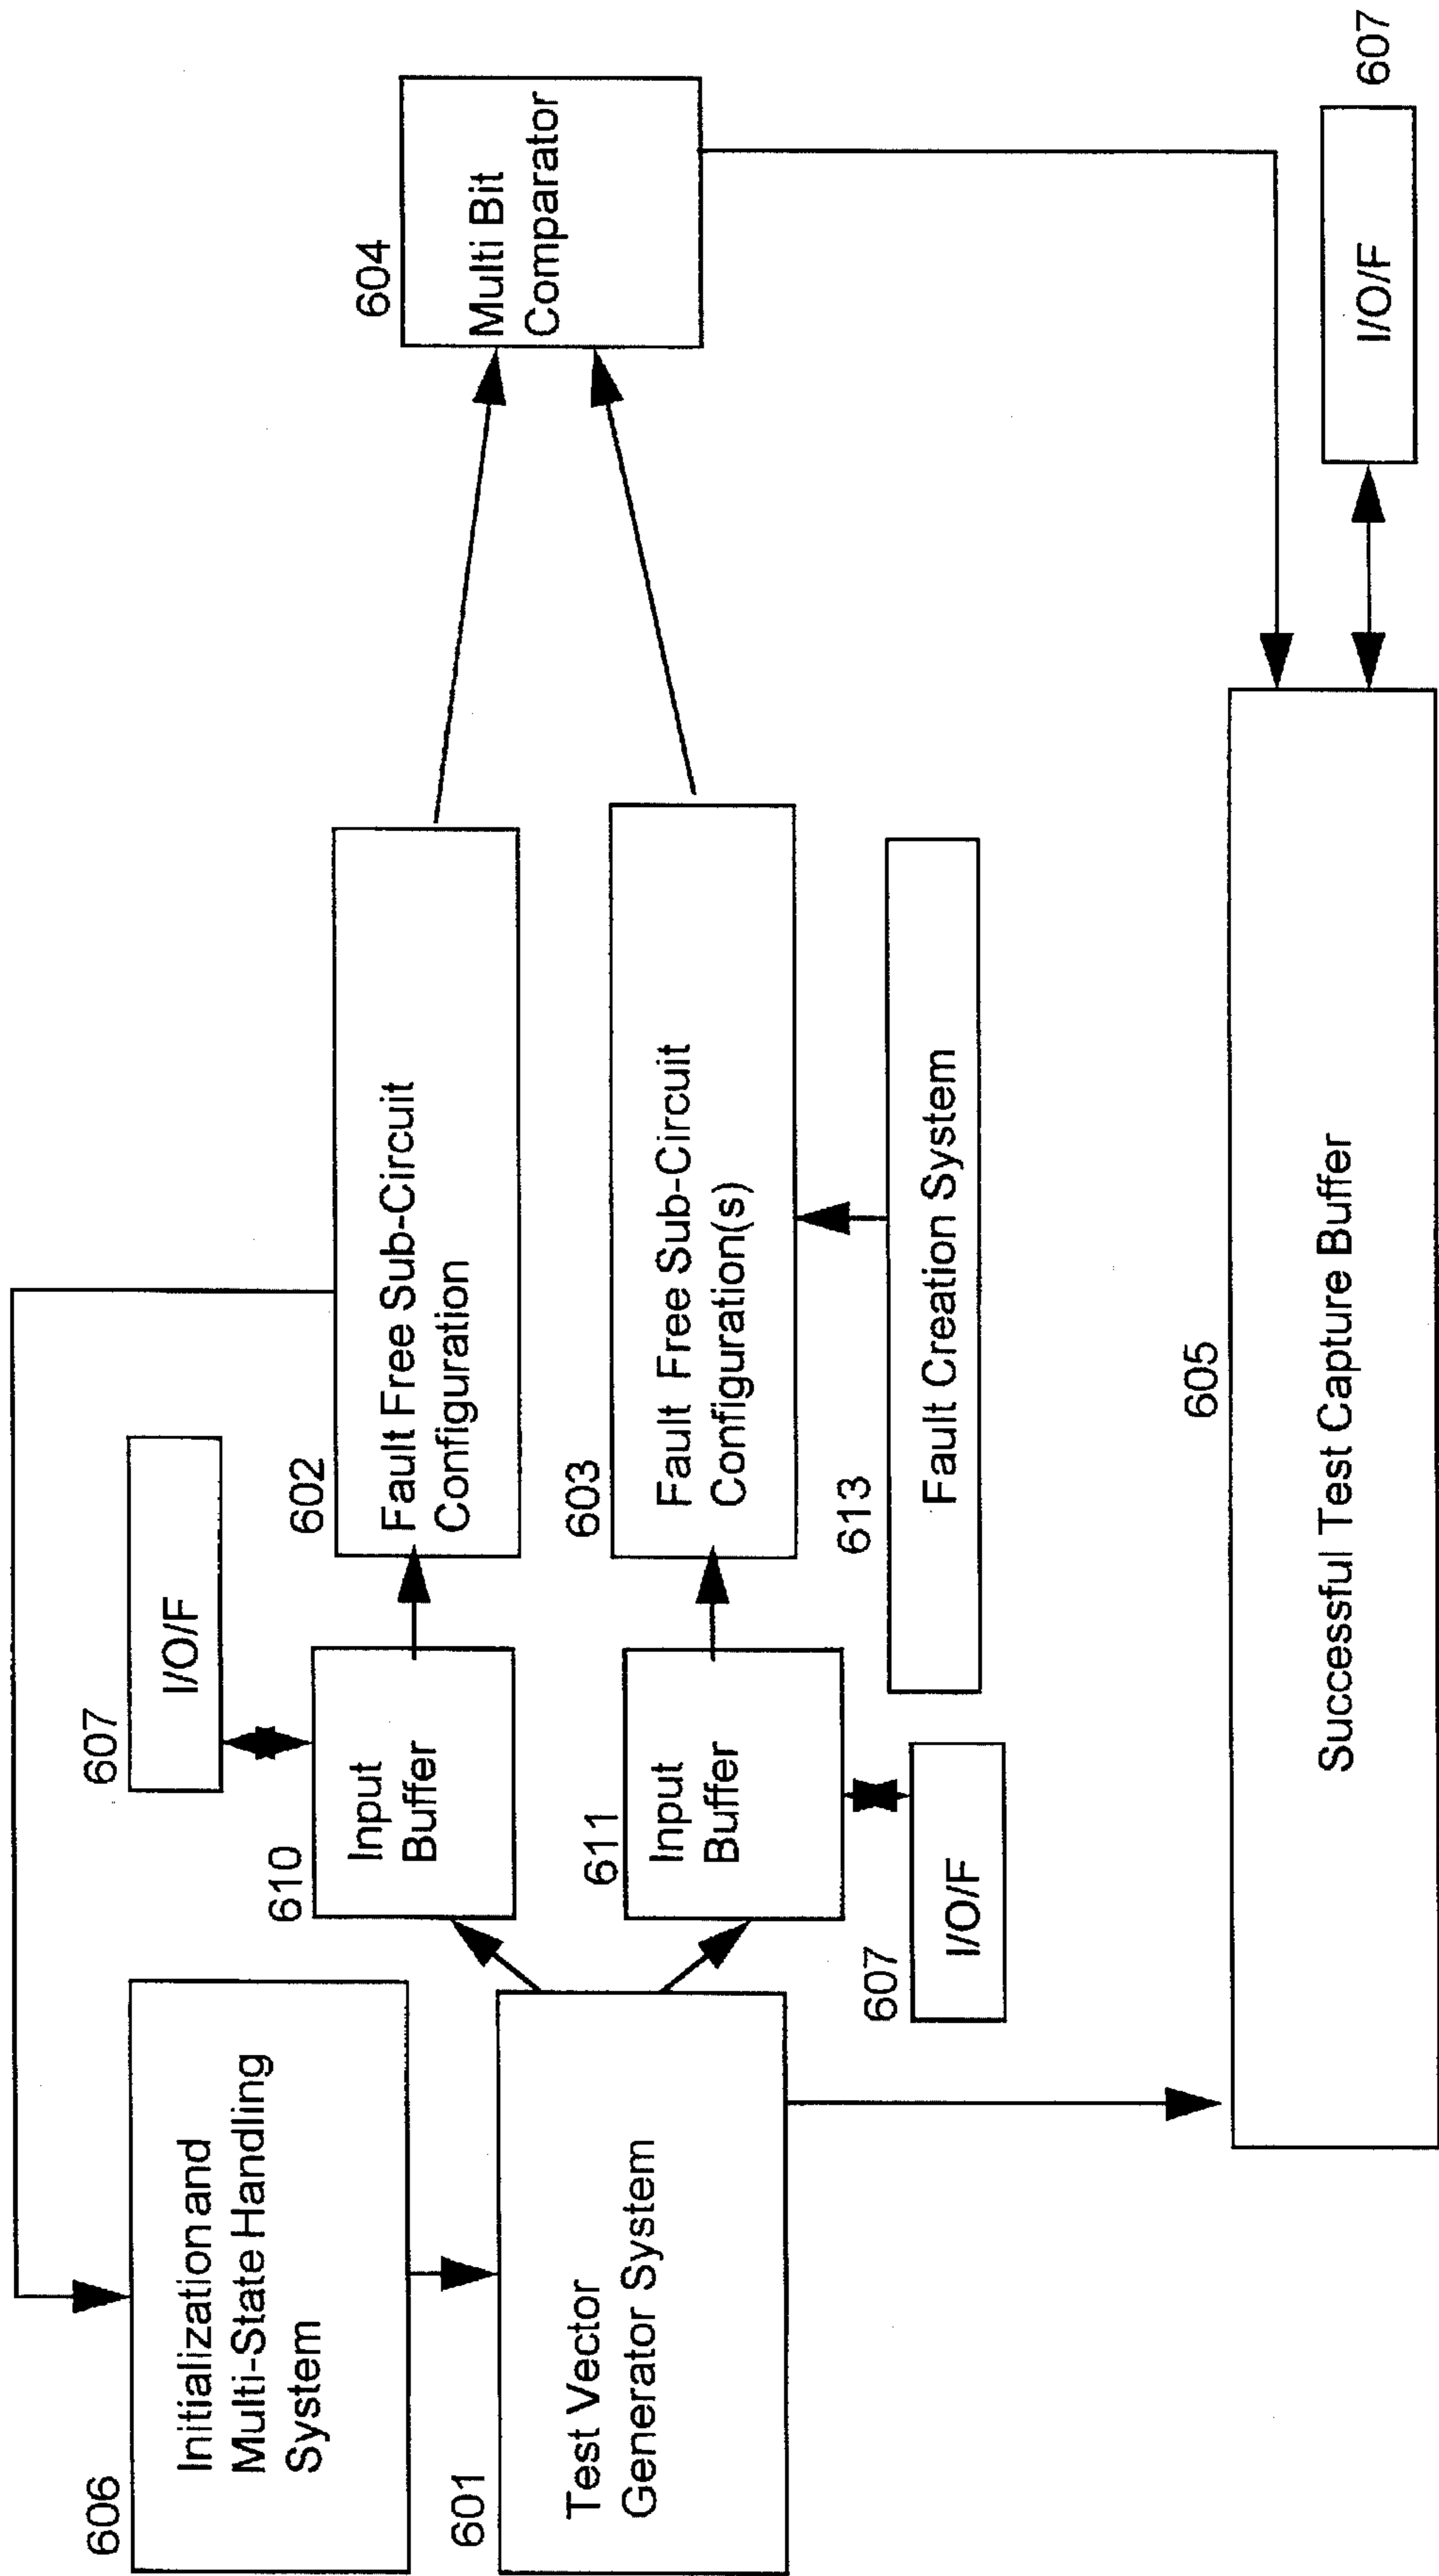 606
Initialization and
Multi-State Handling
System
601
Test Vector
Generator System
607
I/O/F
610
Input
Buffer
611
Input
Buffer
607
I/O/F
602
Fault Free Sub-Circuit
Configuration
603
Fault Free Sub-Circuit
Configuration(s)
613
Fault Creation System
604
Multi Bit
Comparator
605
Successful Test Capture Buffer
I/O/F
607